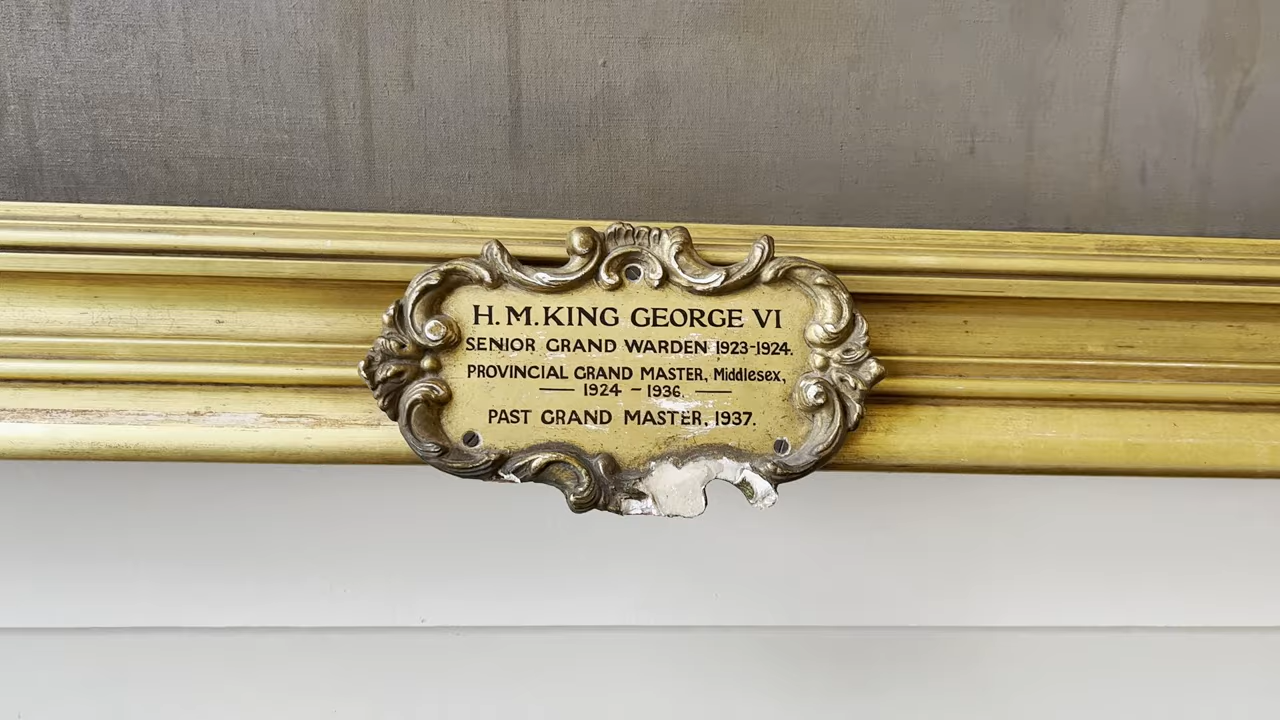 H. M. KING GEORGE VI
SENIOR GRAND WARDEN 1923-1924.
PROVINCIAL GRAND MASTER, Middlesex,
— 1924 – 1936. —
PAST GRAND MASTER, 1937.